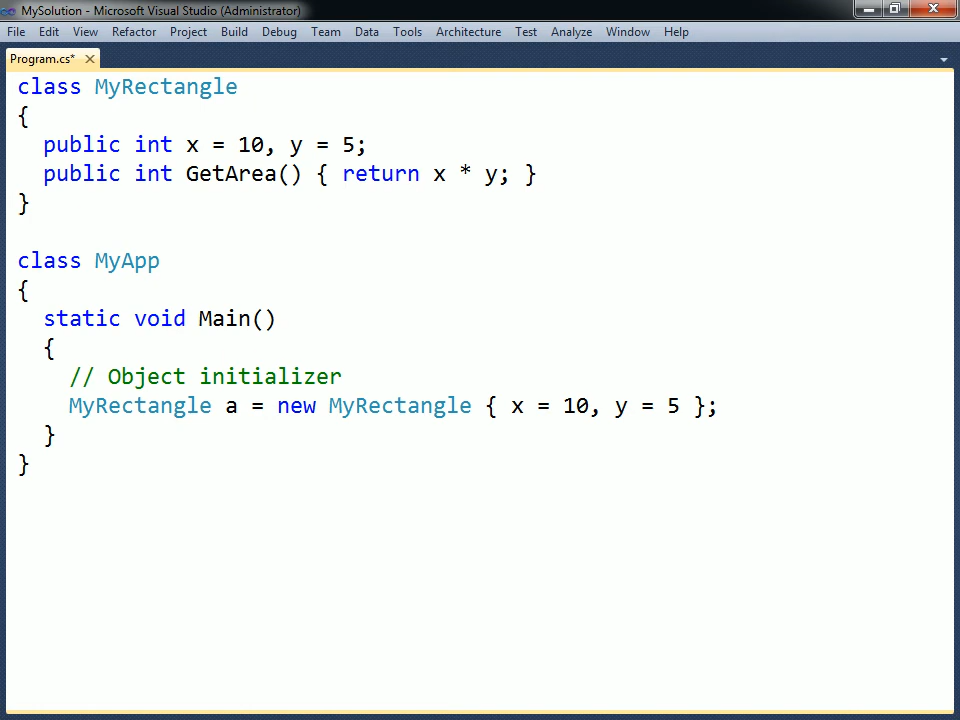 MySolution - Microsoft Visual Studio (Administrator)
File Edit View Refactor Project Build Debug Team Data Tools Architecture Test Analyze Window Help
Program.cs*
class MyRectangle
{
  public int x = 10, y = 5;
  public int GetArea() { return x * y; }
}

class MyApp
{
  static void Main()
  {
    // Object initializer
    MyRectangle a = new MyRectangle { x = 10, y = 5 };
  }
}